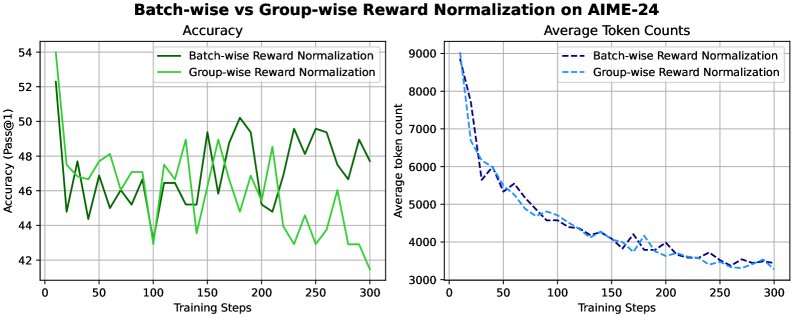 Batch-wise vs Group-wise Reward Normalization on AIME-24
Accuracy
Batch-wise Reward Normalization
Group-wise Reward Normalization
Accuracy (Pass@1)
54
52
50
48
46
44
42
0
50
100
150
200
250
300
Training Steps
Average Token Counts
Batch-wise Reward Normalization
Group-wise Reward Normalization
Average token count
9000
8000
7000
6000
5000
4000
3000
0
50
100
150
200
250
300
Training Steps